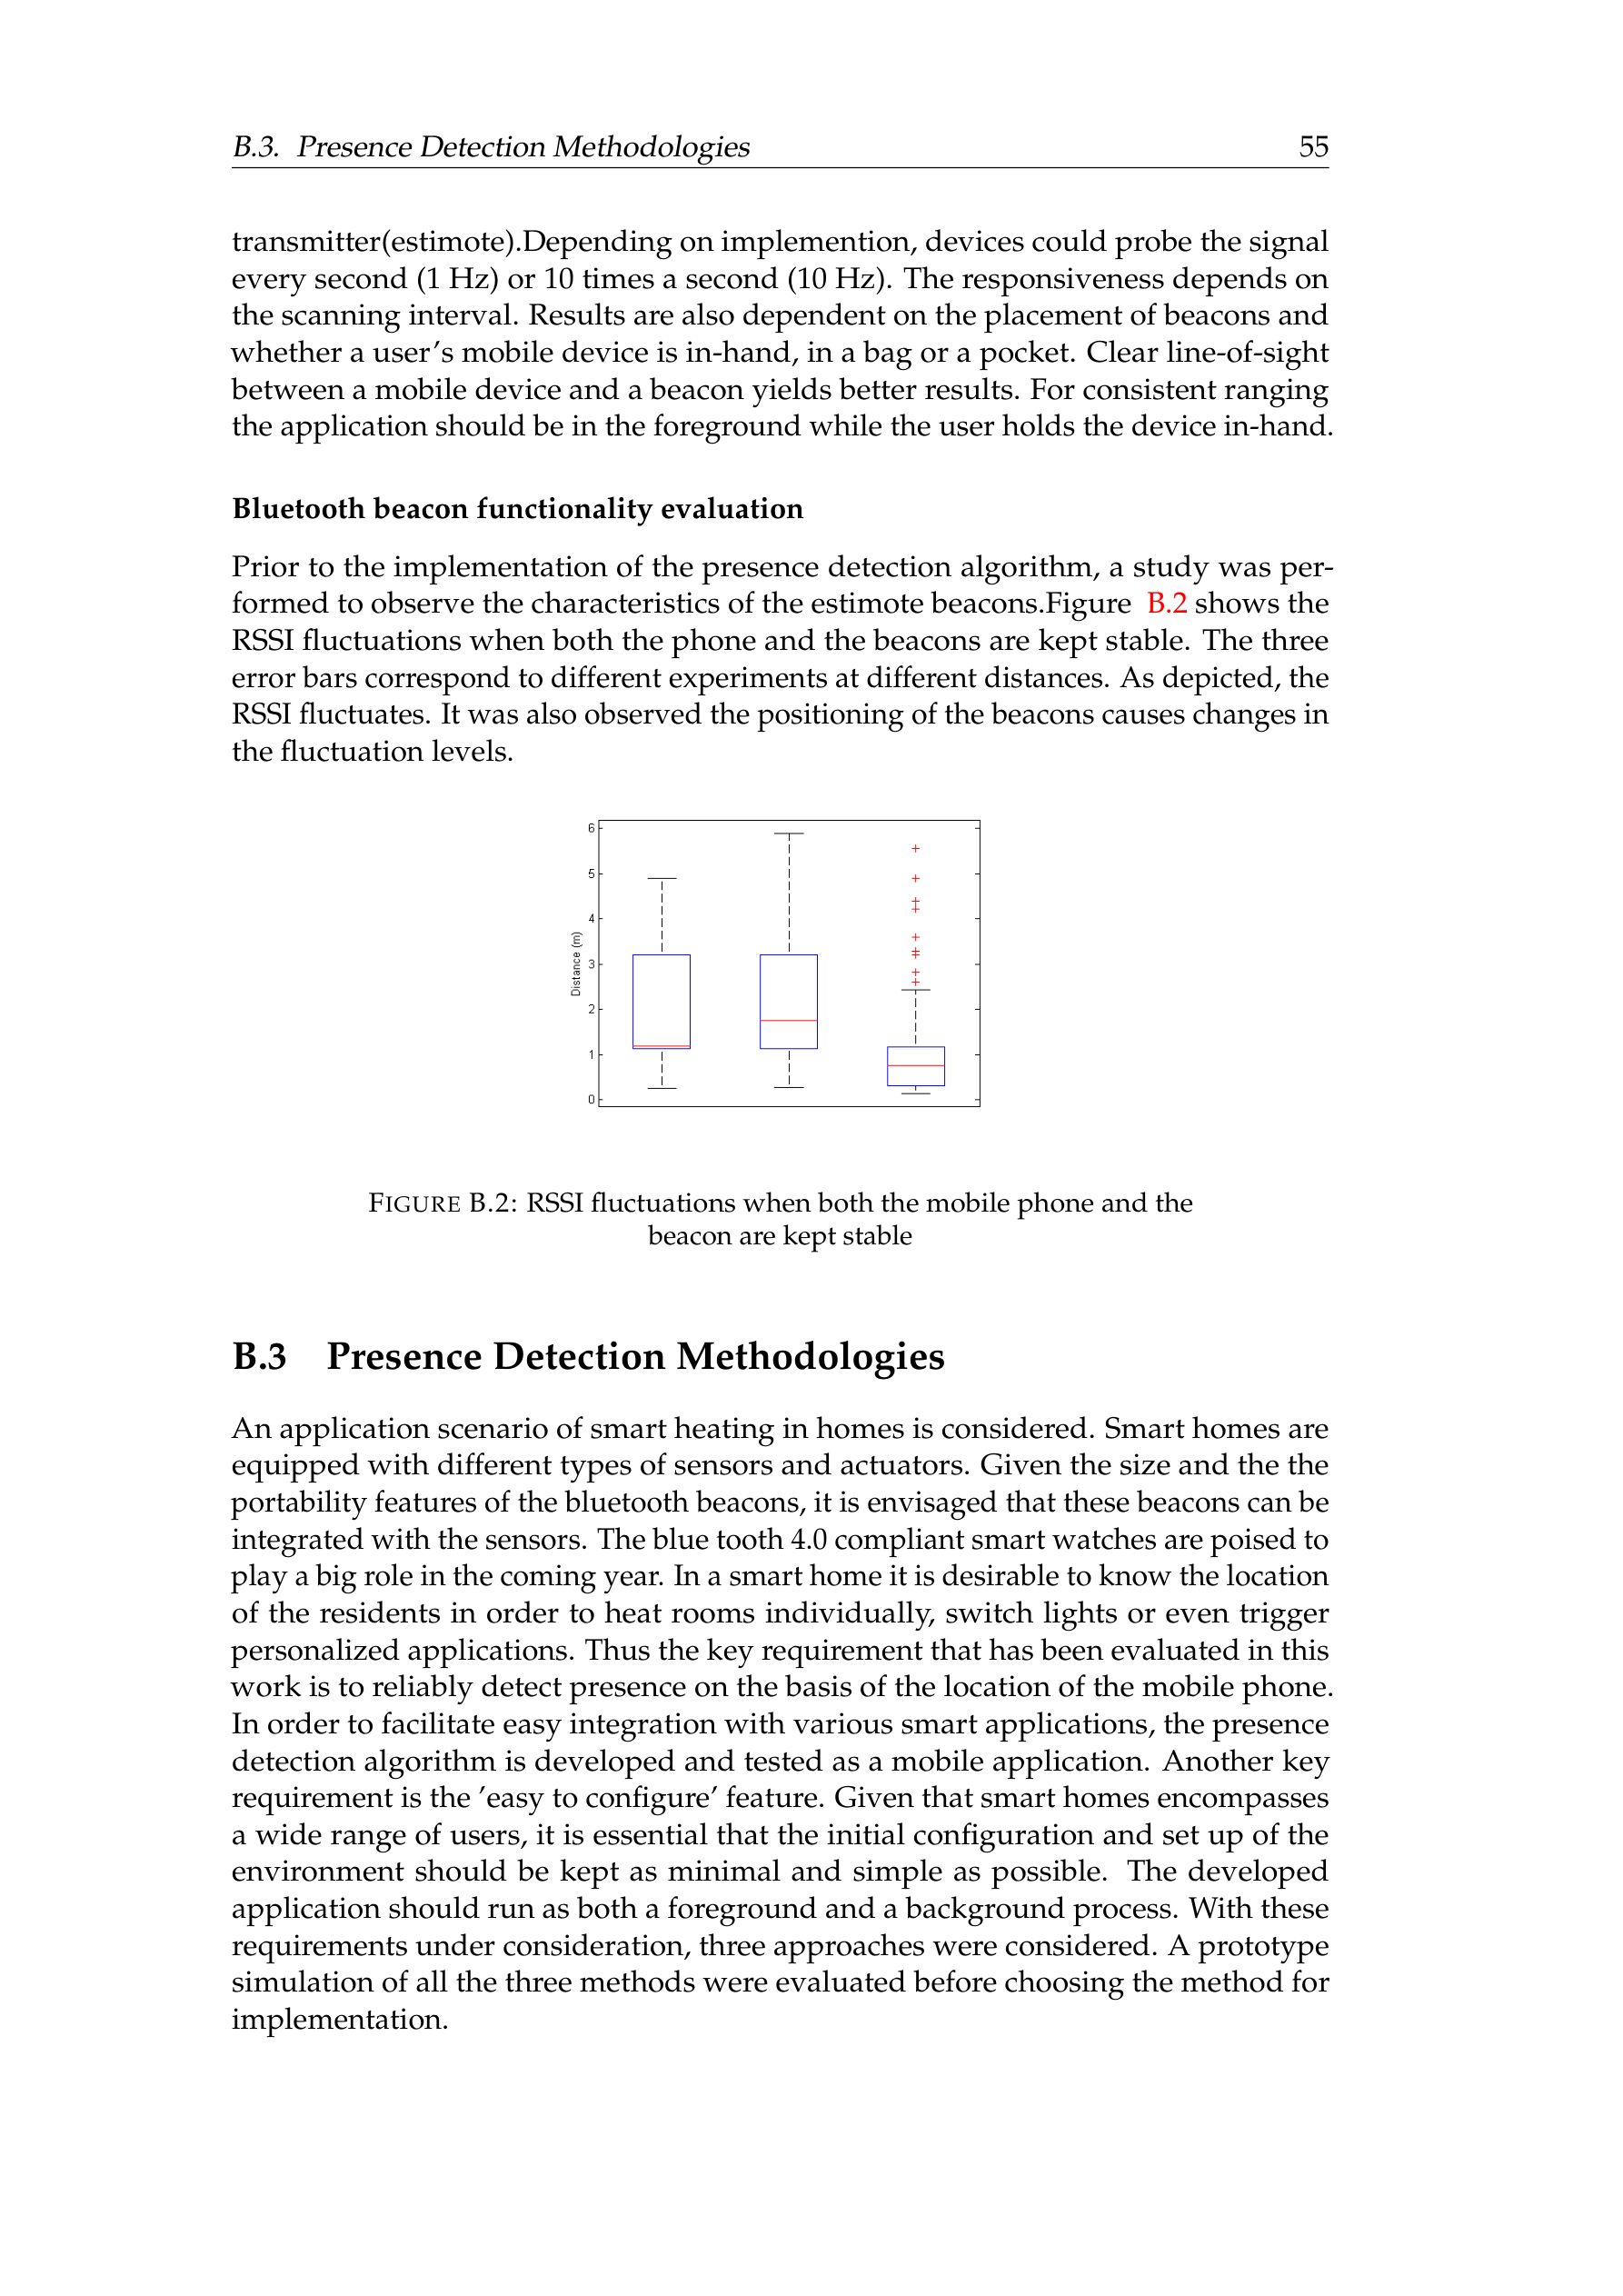 B.3. Presence Detection Methodologies 55
transmitter(estimote).Depending on implemention, devices could probe the signal
every second (1 Hz) or 10 times a second (10 Hz). The responsiveness depends on
the scanning interval. Results are also dependent on the placement of beacons and
whether a user's mobile device is in-hand, in a bag or a pocket. Clear line-of-sight
between a mobile device and a beacon yields better results. For consistent ranging
the application should be in the foreground while the user holds the device in-hand.
Bluetooth beacon functionality evaluation
Prior to the implementation of the presence detection algorithm, a study was per-
formed to observe the characteristics of the estimote beacons.Figure B.2 shows the
RSSI fluctuations when both the phone and the beacons are kept stable. The three
error bars correspond to different experiments at different distances. As depicted, the
RSSI fluctuates. It was also observed the positioning of the beacons causes changes in
the fluctuation levels.
6
5
4
3
2
1
0
Distance (m)
FIGURE B.2: RSSI fluctuations when both the mobile phone and the
beacon are kept stable
B.3 Presence Detection Methodologies
An application scenario of smart heating in homes is considered. Smart homes are
equipped with different types of sensors and actuators. Given the size and the the
portability features of the bluetooth beacons, it is envisaged that these beacons can be
integrated with the sensors. The blue tooth 4.0 compliant smart watches are poised to
play a big role in the coming year. In a smart home it is desirable to know the location
of the residents in order to heat rooms individually, switch lights or even trigger
personalized applications. Thus the key requirement that has been evaluated in this
work is to reliably detect presence on the basis of the location of the mobile phone.
In order to facilitate easy integration with various smart applications, the presence
detection algorithm is developed and tested as a mobile application. Another key
requirement is the 'easy to configure' feature. Given that smart homes encompasses
a wide range of users, it is essential that the initial configuration and set up of the
environment should be kept as minimal and simple as possible. The developed
application should run as both a foreground and a background process. With these
requirements under consideration, three approaches were considered. A prototype
simulation of all the three methods were evaluated before choosing the method for
implementation.